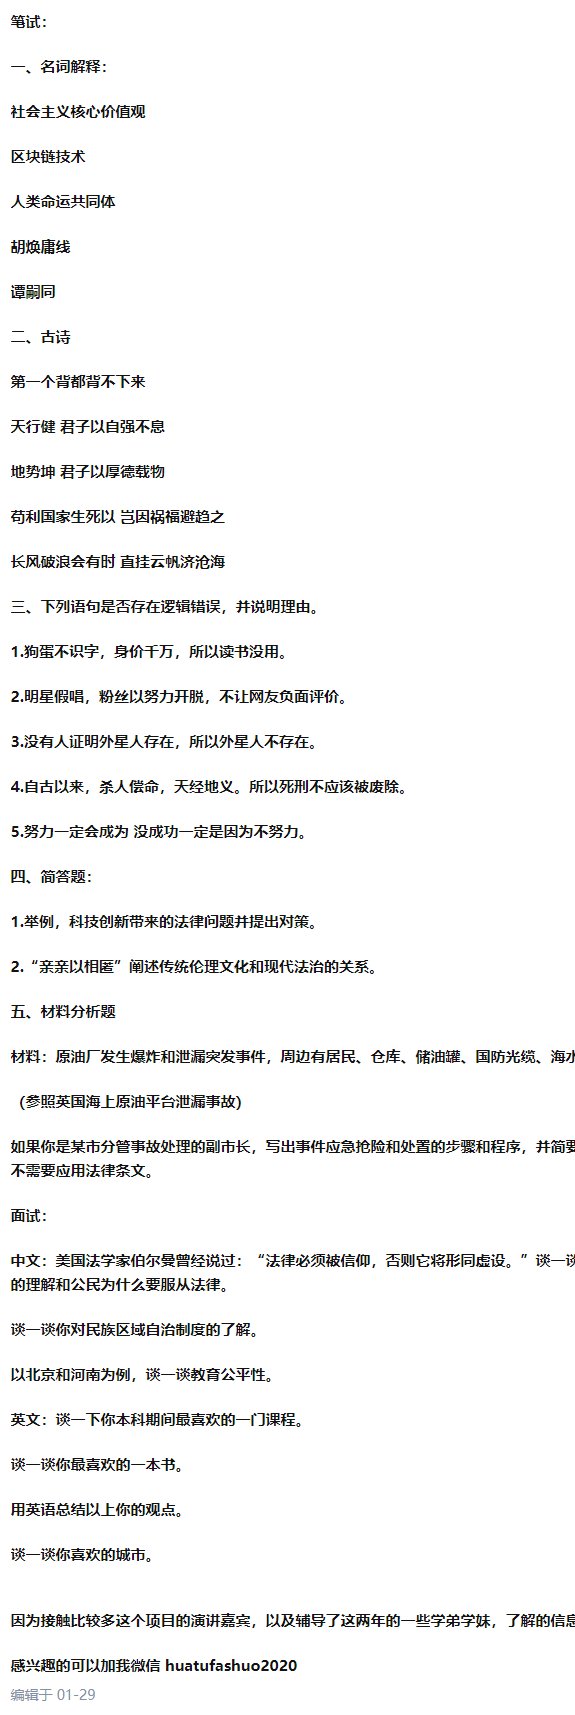 笔试：
一、名词解释：
社会主义核心价值观
区块链技术
人类命运共同体
胡焕庸线
谭嗣同
二、古诗
第一个背都背不下来
天行健 君子以自强不息
地势坤 君子以厚德载物
苟利国家生死以 岂因祸福避趋之
长风破浪会有时 直挂云帆济沧海
三、下列语句是否存在逻辑错误，并说明理由。
1.狗蛋不识字，身价千万，所以读书没用。
2.明星假唱，粉丝以努力开脱，不让网友负面评价。
3.没有人证明外星人存在，所以外星人不存在。
4.自古以来，杀人偿命，天经地义。所以死刑不应该被废除。
5.努力一定会成为 没成功一定是因为不努力。
四、简答题：
1.举例，科技创新带来的法律问题并提出对策。
2.“亲亲以相匿”阐述传统伦理文化和现代法治的关系。
五、材料分析题
材料：原油厂发生爆炸和泄漏突发事件，周边有居民、仓库、储油罐、国防光缆、海水
（参照英国海上原油平台泄漏事故）
如果你是某市分管事故处理的副市长，写出事件应急抢险和处置的步骤和程序，并简要
不需要应用法律条文。
面试：
中文：美国法学家伯尔曼曾经说过：“法律必须被信仰，否则它将形同虚设。”谈一谈
的理解和公民为什么要服从法律。
谈一谈你对民族区域自治制度的了解。
以北京和河南为例，谈一谈教育公平性。
英文：谈一下你本科期间最喜欢的一门课程。
谈一谈你最喜欢的一本书。
用英语总结以上你的观点。
谈一谈你喜欢的城市。
因为接触比较多这个项目的演讲嘉宾，以及辅导了这两年的一些学弟学妹，了解的信息
感兴趣的可以加我微信 huatufashuo2020
编辑于 01-29